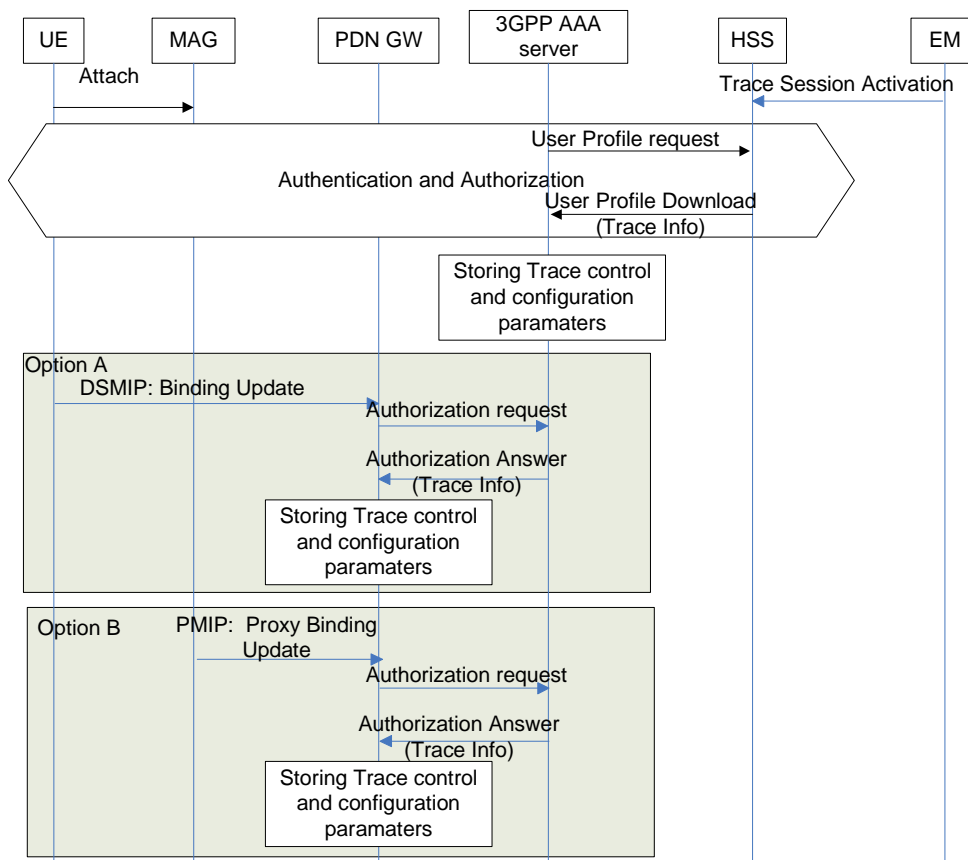 UE
MAG
PDN GW
3GPP AAA
server
HSS
EM
Attach
Trace Session Activation
User Profile request
Authentication and Authorization
User Profile Download
(Trace Info)
Storing Trace control
and configuration
paramaters
Option A
DSMIP: Binding Update
Authorization request
Authorization Answer
(Trace Info)
Storing Trace control
and configuration
paramaters
Option B
PMIP: Proxy Binding
Update
Authorization request
Authorization Answer
(Trace Info)
Storing Trace control
and configuration
paramaters